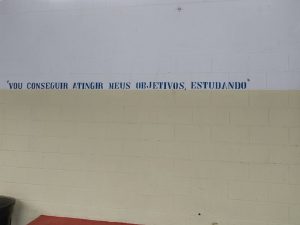 "VOU CONSEGUIR ATINGIR MEUS OBJETIVOS, ESTUDANDO"